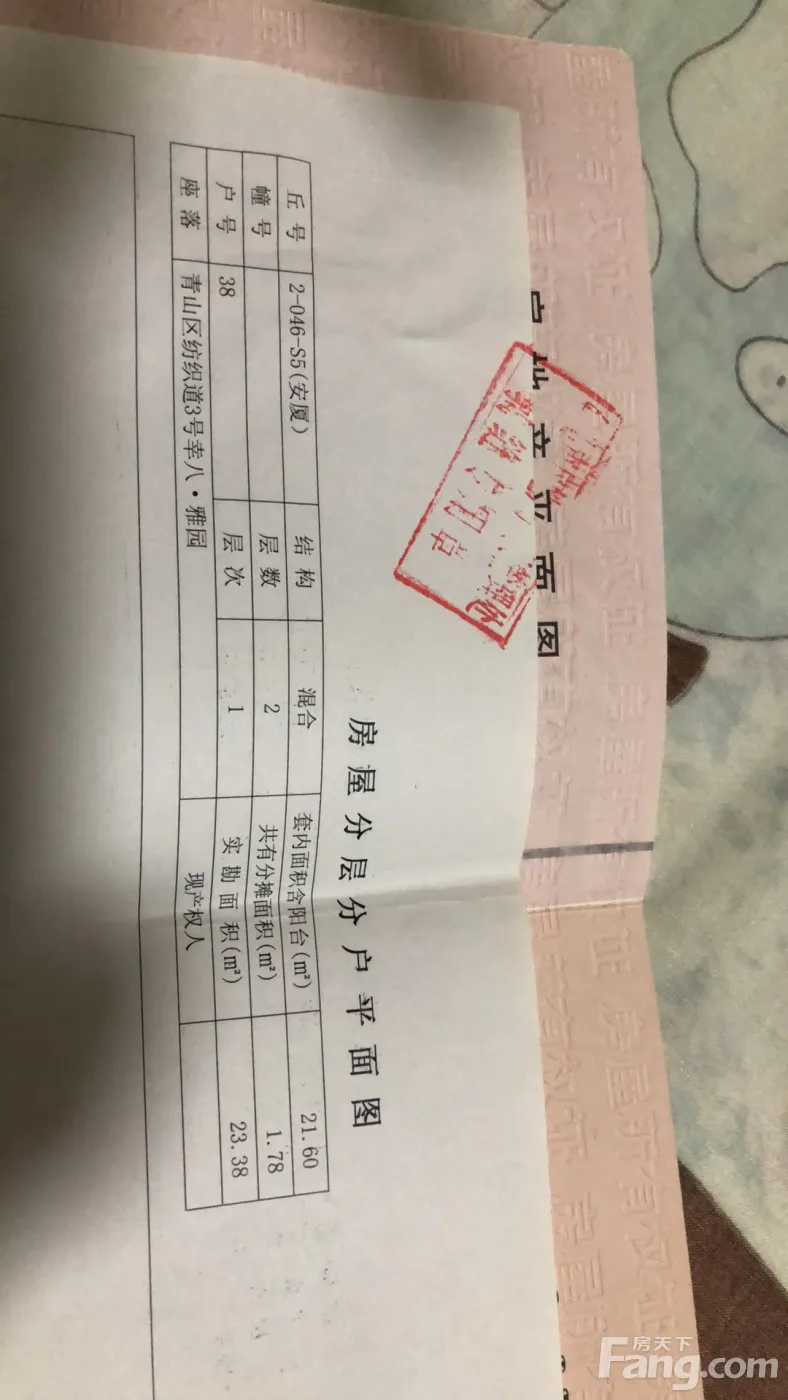 房屋分层分户平面图
丘号 2-046-S5(安厦) 结构 混合 套内面积含阳台(m²) 21.60
幢号 层数 2 共有分摊面积(m²) 1.78
户号 38 层次 1 实勘面积(m²) 23.38
座落 青山区纺织道3号幸八·雅园 现产权人
平面图
房天下
Fang.com